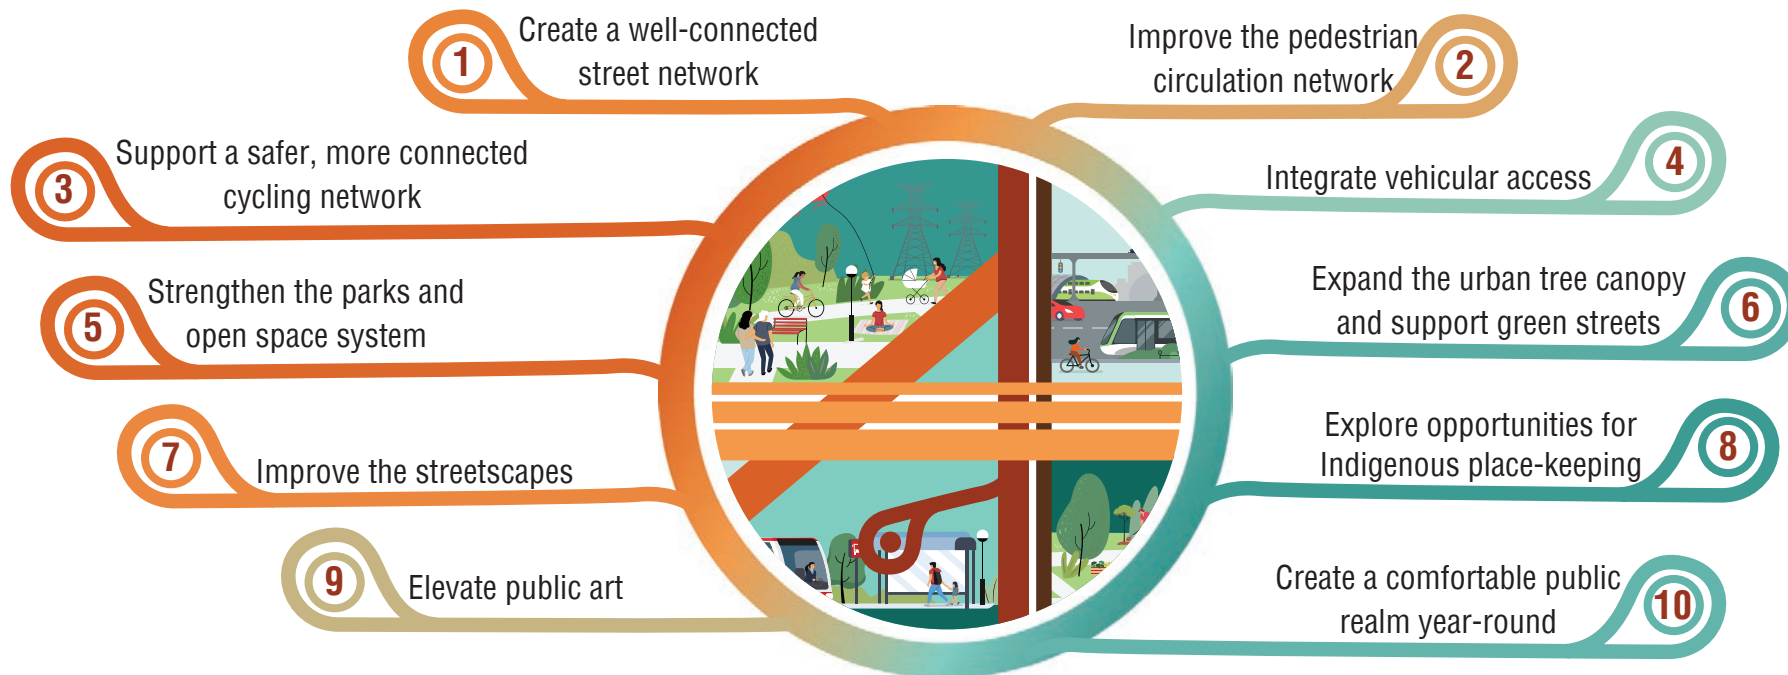 1
Create a well-connected
street network
2
Improve the pedestrian
circulation network
3
Support a safer, more connected
cycling network
4
Integrate vehicular access
5
Strengthen the parks and
open space system
6
Expand the urban tree canopy
and support green streets
7
Improve the streetscapes
8
Explore opportunities for
Indigenous place-keeping
9
Elevate public art
10
Create a comfortable public
realm year-round